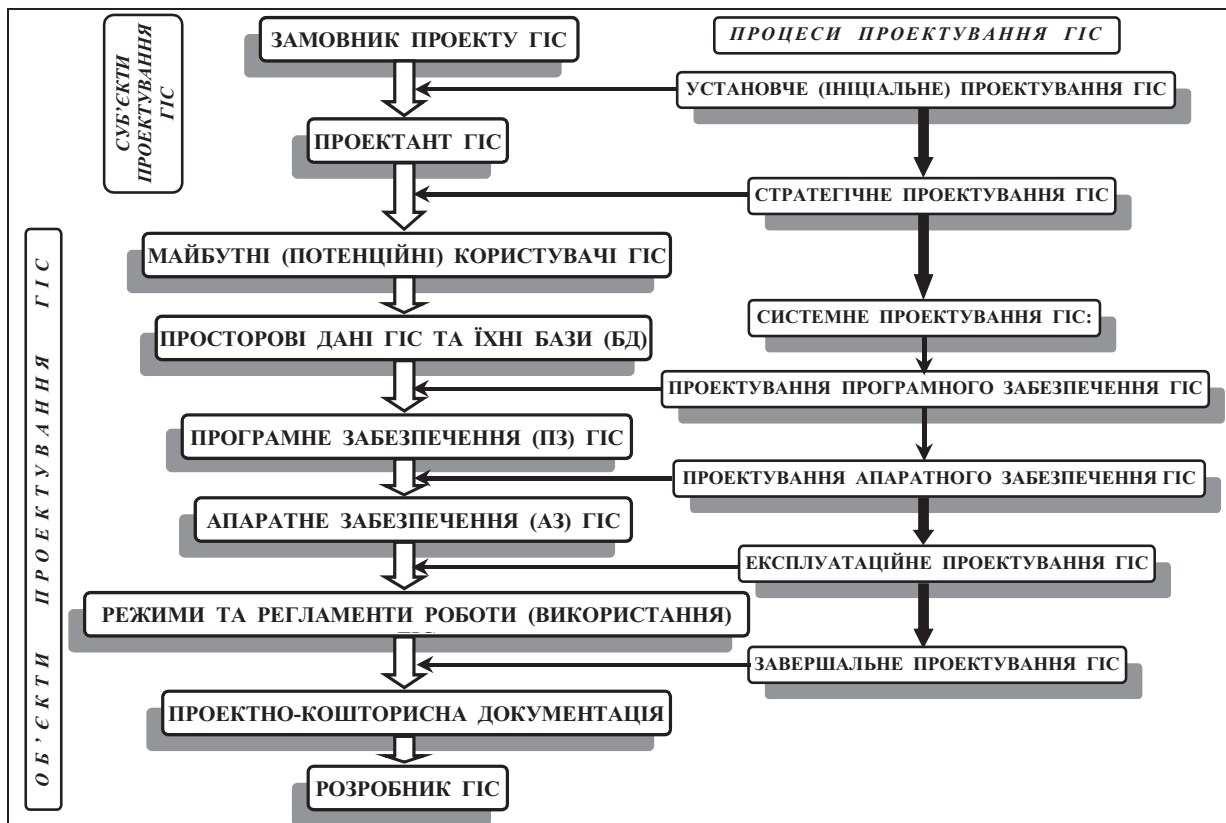 СУБ’ЄКТИ
ПРОЕКТУВАННЯ
ГІС
ЗАМОВНИК ПРОЕКТУ ГІС
ПРОЕКТАНТ ГІС
ОБ’ЄКТИ ПРОЕКТУВАННЯ ГІС
МАЙБУТНІ (ПОТЕНЦІЙНІ) КОРИСТУВАЧІ ГІС
ПРОСТОРОВІ ДАНІ ГІС ТА ЇХНІ БАЗИ (БД)
ПРОГРАМНЕ ЗАБЕЗПЕЧЕННЯ (ПЗ) ГІС
АПАРАТНЕ ЗАБЕЗПЕЧЕННЯ (АЗ) ГІС
РЕЖИМИ ТА РЕГЛАМЕНТИ РОБОТИ (ВИКОРИСТАННЯ)
ПРОЕКТНО-КОШТОРИСНА ДОКУМЕНТАЦІЯ
РОЗРОБНИК ГІС
ПРОЦЕСИ ПРОЕКТУВАННЯ ГІС
УСТАНОВЧЕ (ІНІЦІАЛЬНЕ) ПРОЕКТУВАННЯ ГІС
СТРАТЕГІЧНЕ ПРОЕКТУВАННЯ ГІС
СИСТЕМНЕ ПРОЕКТУВАННЯ ГІС:
ПРОЕКТУВАННЯ ПРОГРАМНОГО ЗАБЕЗПЕЧЕННЯ ГІС
ПРОЕКТУВАННЯ АПАРАТНОГО ЗАБЕЗПЕЧЕННЯ ГІС
ЕКСПЛУАТАЦІЙНЕ ПРОЕКТУВАННЯ ГІС
ЗАВЕРШАЛЬНЕ ПРОЕКТУВАННЯ ГІС